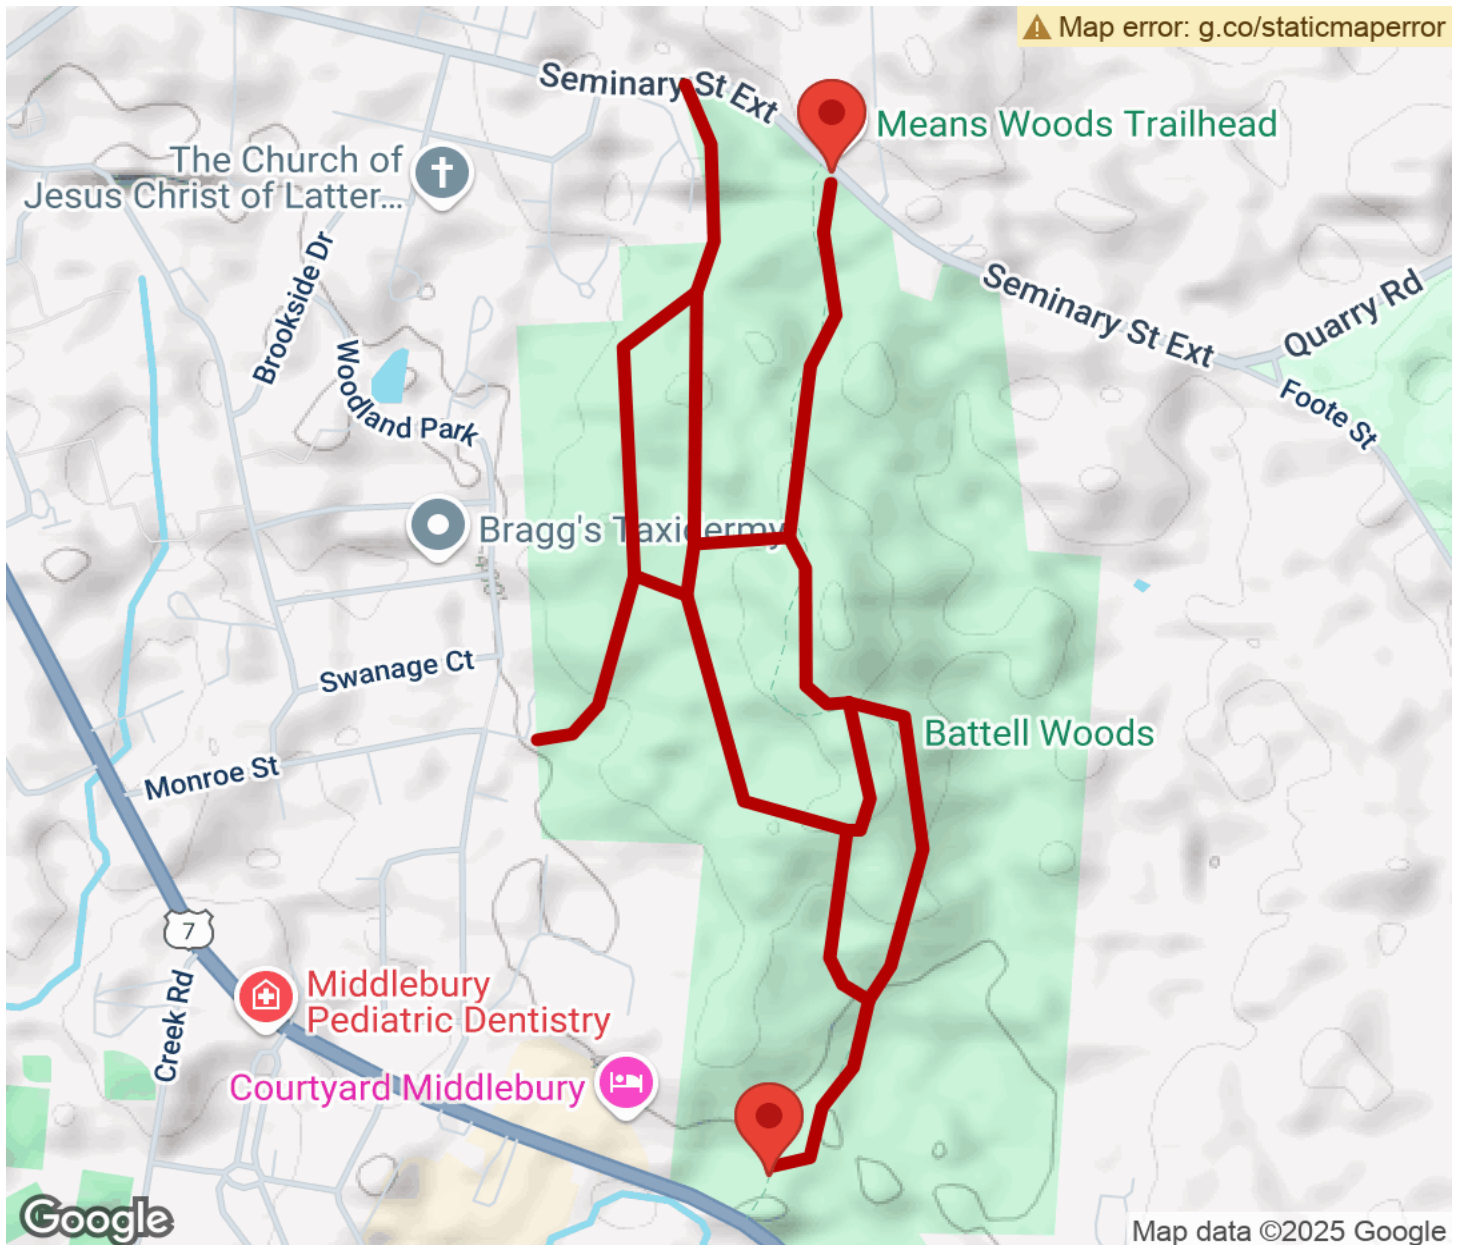 Map error: g.co/staticmaperror
Seminary St Ext
Means Woods Trailhead
The Church of
Jesus Christ of Latter...
Brookside Dr
Seminary St Ext
Quarry Rd
Foote St
Woodland Park
Bragg's Taxidermy
Swanage Ct
Battell Woods
Monroe St
7
Creek Rd
Middlebury
Pediatric Dentistry
Courtyard Middlebury
Google
Map data ©2025 Google